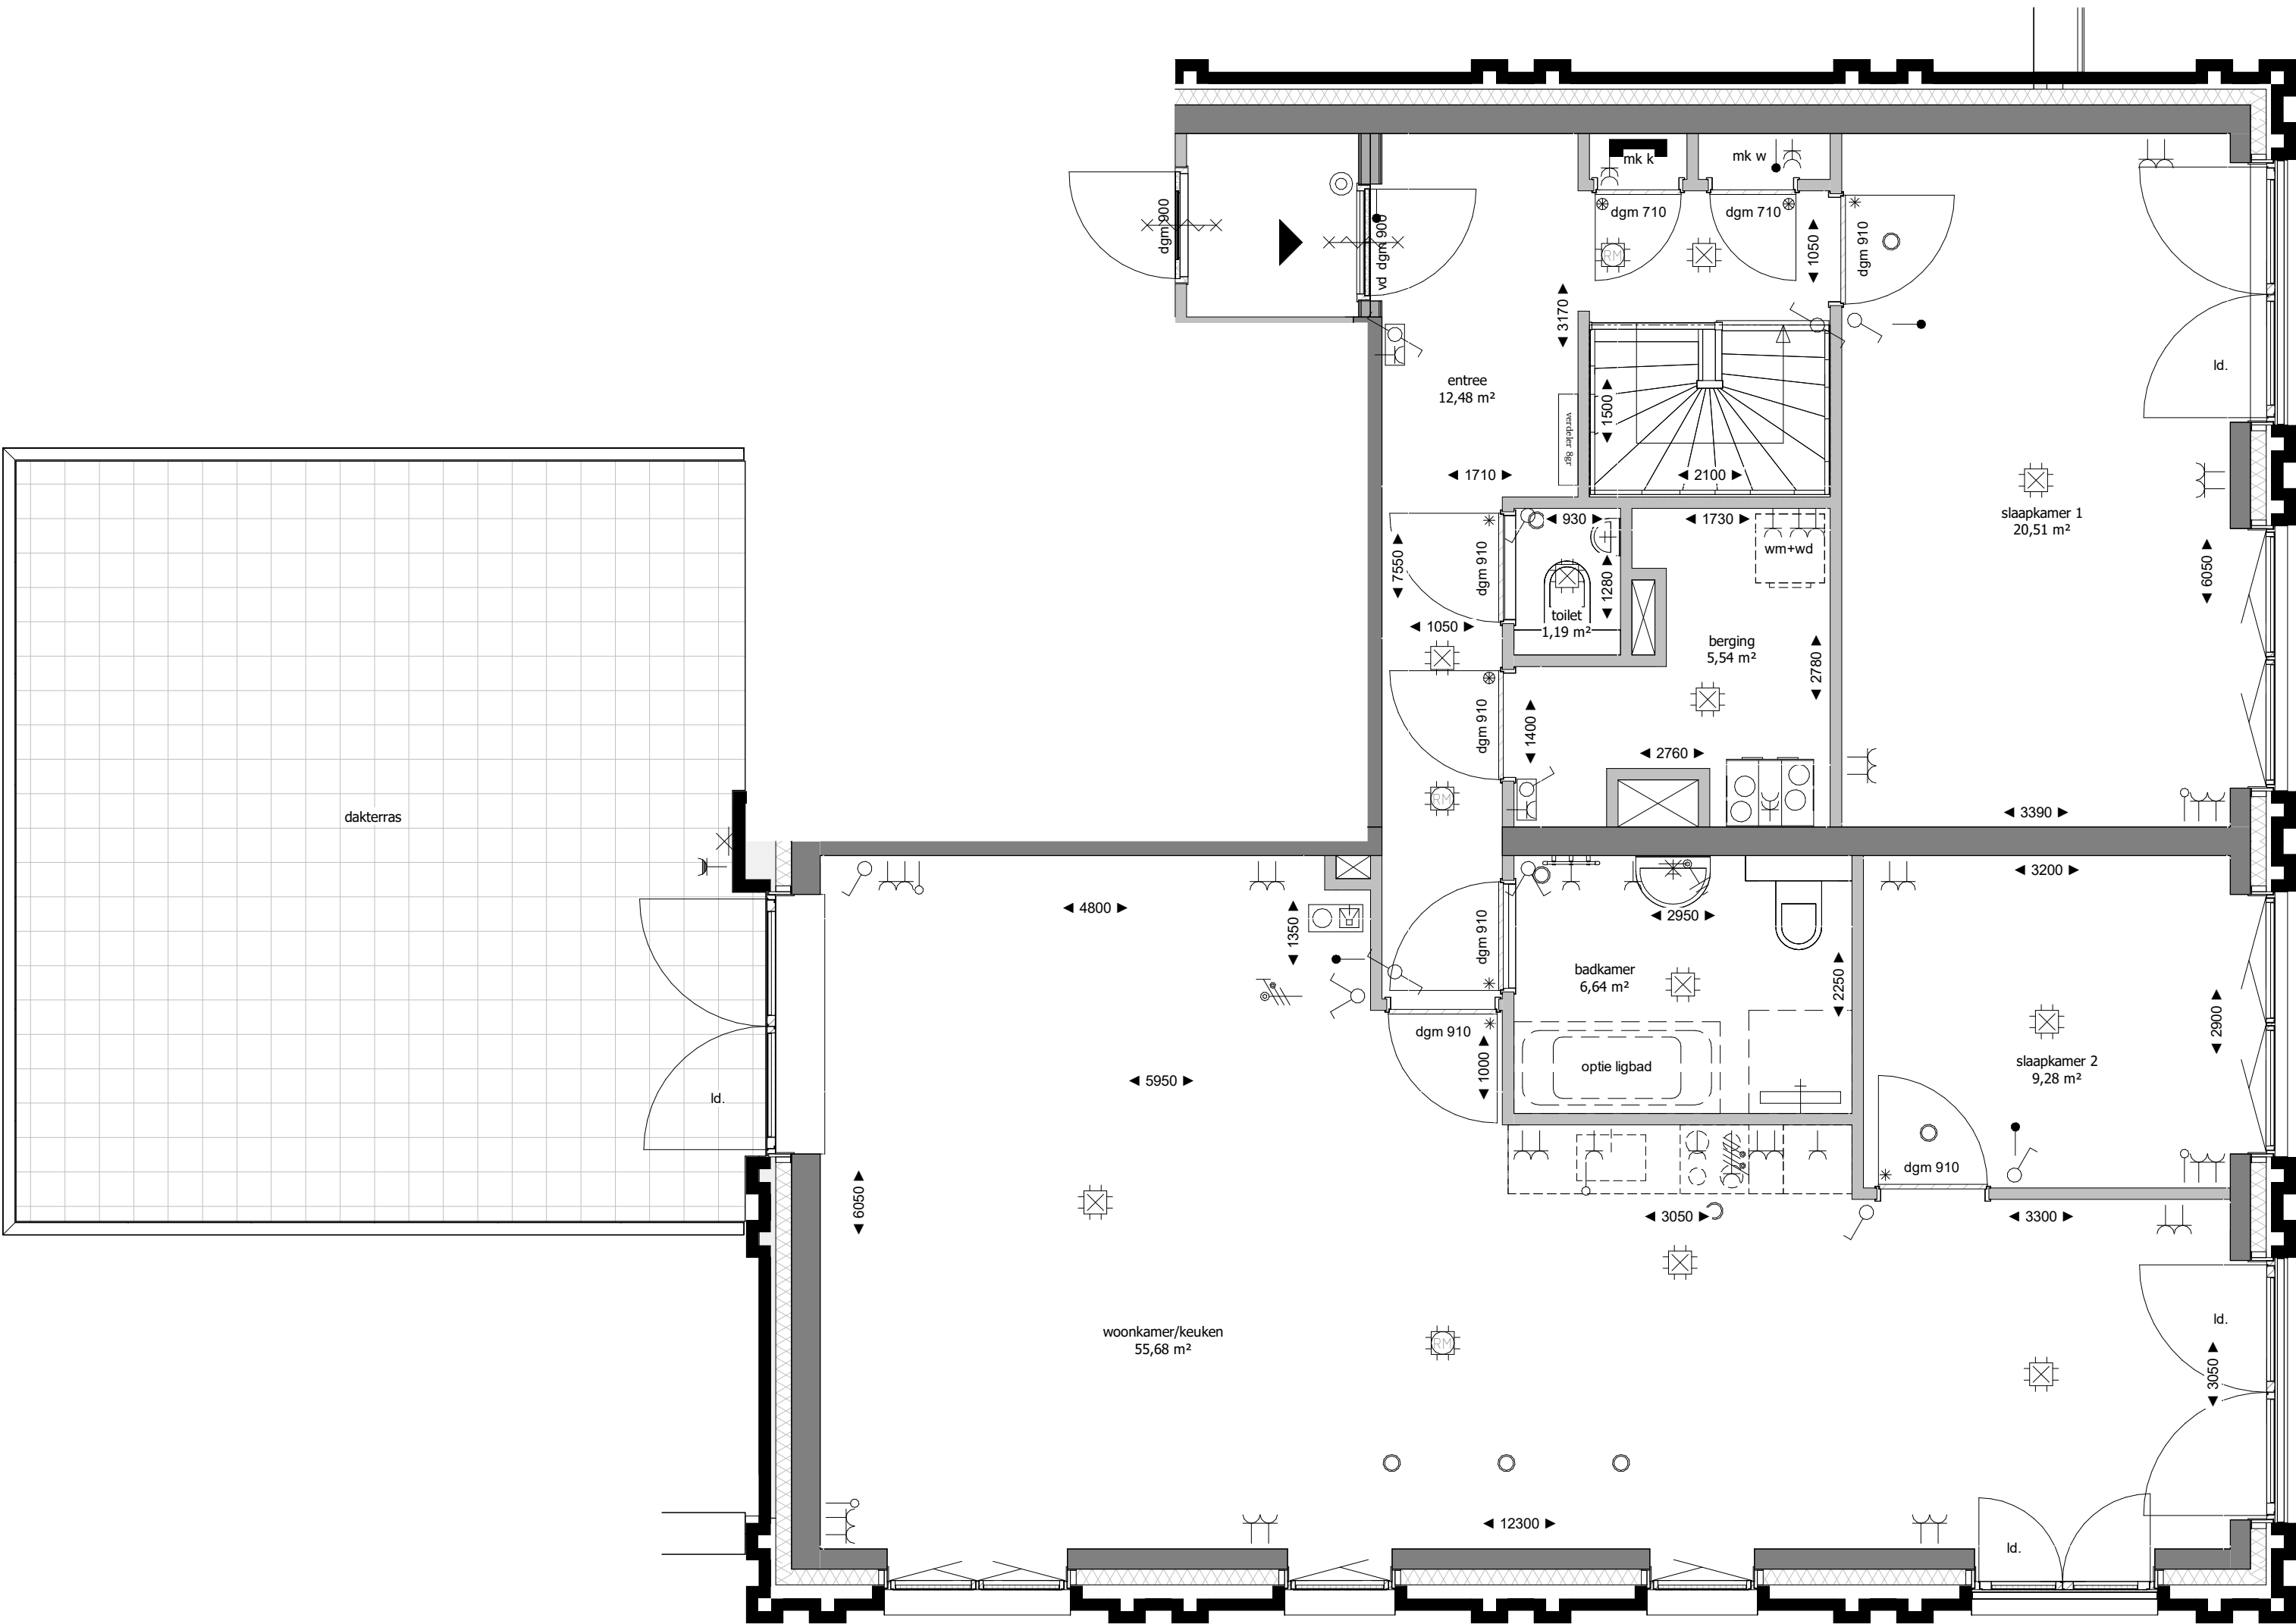 mk k
mk w
dgm 900
vd dgm 900
dgm 710
dgm 710
dgm 910
1050
3170
ld.
entree
12,48 m²
verdeler 8gr
1500
1710
2100
slaapkamer 1
20,51 m²
930
1730
wm+wd
7550
dgm 910
1280
6050
toilet
1,19 m²
1050
berging
5,54 m²
2780
dgm 910
1400
2760
RM
3390
dakterras
4800
1350
dgm 910
2950
3200
badkamer
6,64 m²
2250
2900
dgm 910
1000
optie ligbad
slaapkamer 2
9,28 m²
5950
ld.
dgm 910
6050
3050
3300
woonkamer/keuken
55,68 m²
RM
ld.
3050
12300
ld.
RM